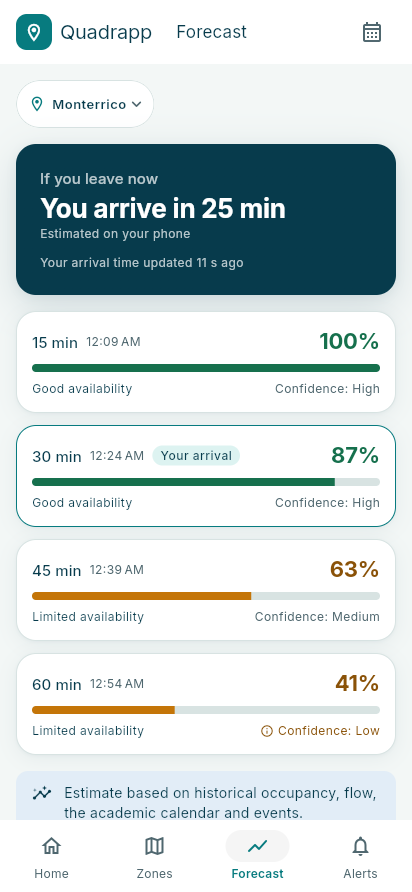 Quadrapp Forecast
Monterrico
If you leave now
You arrive in 25 min
Estimated on your phone
Your arrival time updated 11 s ago
15 min 12:09 AM 100%
Good availability Confidence: High
30 min 12:24 AM Your arrival 87%
Good availability Confidence: High
45 min 12:39 AM 63%
Limited availability Confidence: Medium
60 min 12:54 AM 41%
Limited availability Confidence: Low
Estimate based on historical occupancy, flow,
the academic calendar and events.
Home Zones Forecast Alerts